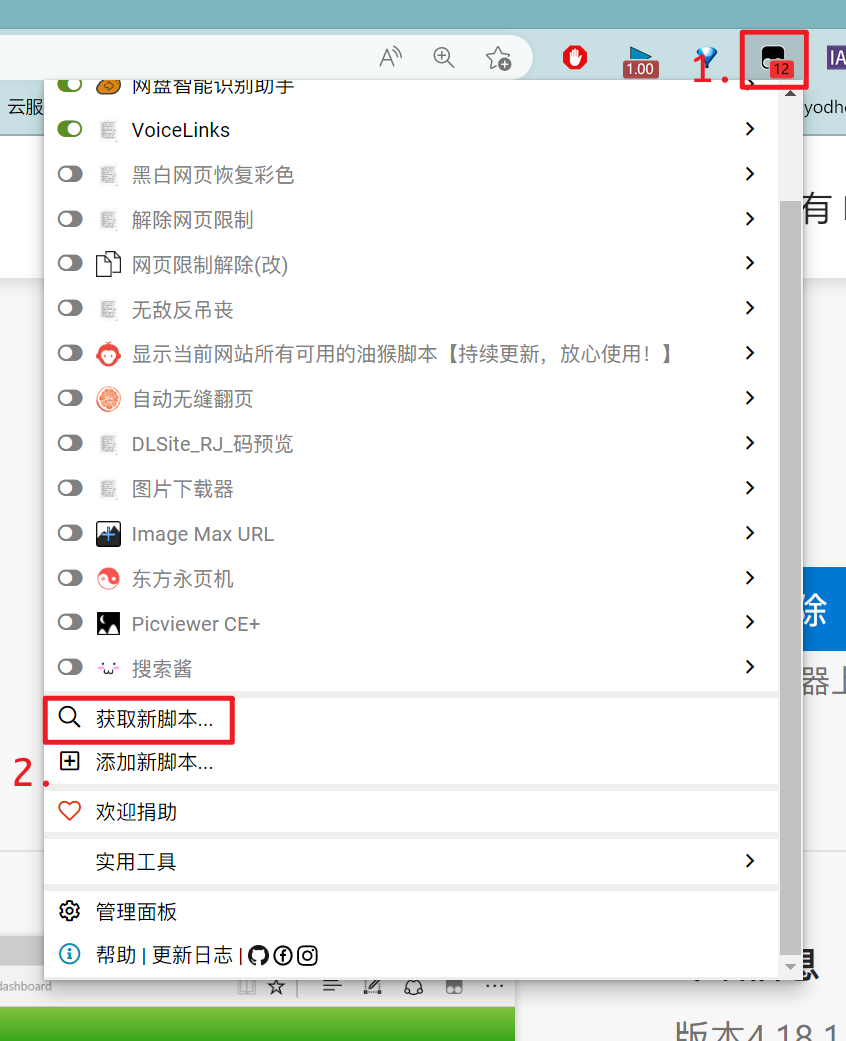 1.00
1.
12
IA
云服
网盘智能识别助手
yodh
VoiceLinks
黑白网页恢复彩色
有
解除网页限制
网页限制解除(改)
无敌反吊丧
显示当前网站所有可用的油猴脚本【持续更新，放心使用！】
自动无缝翻页
DLSite_RJ_码预览
图片下载器
Image Max URL
东方永页机
除
Picviewer CE+
搜索酱
器上
获取新脚本...
添加新脚本...
2.
欢迎捐助
实用工具
管理面板
帮助 | 更新日志 |
dashboard
息
版本4.18.1